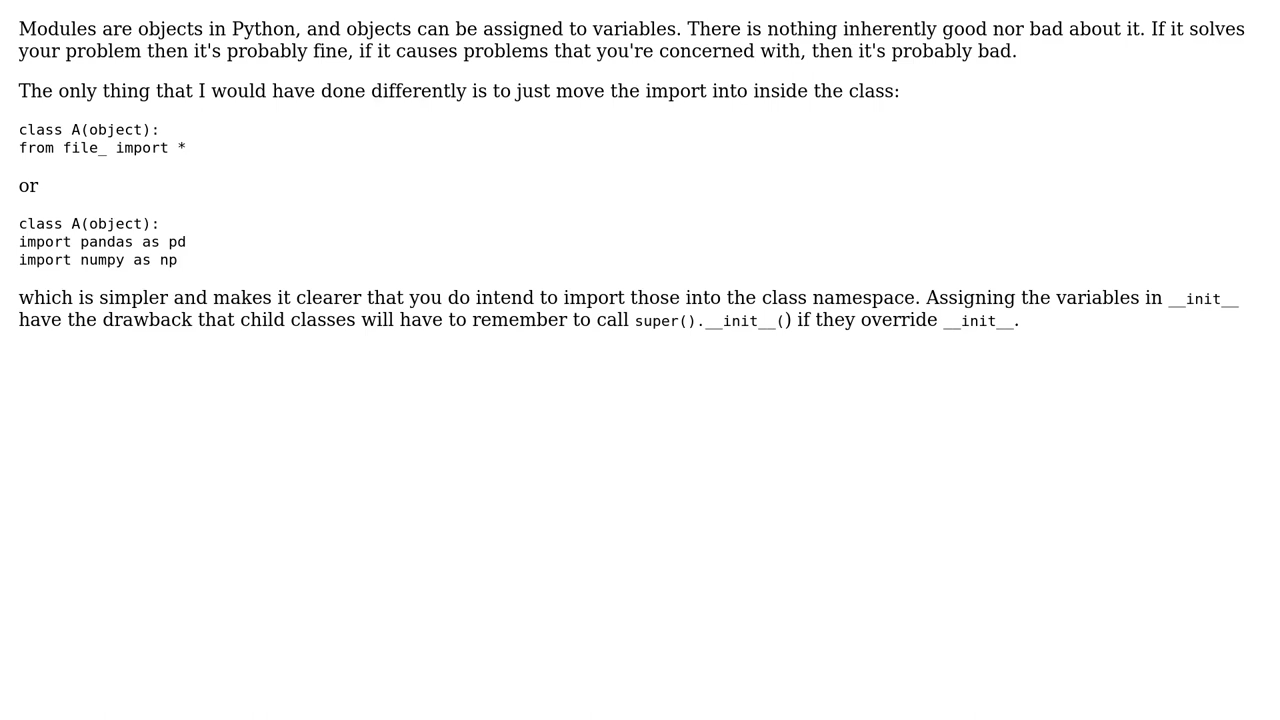 Modules are objects in Python, and objects can be assigned to variables. There is nothing inherently good nor bad about it. If it solves
your problem then it's probably fine, if it causes problems that you're concerned with, then it's probably bad.
The only thing that I would have done differently is to just move the import into inside the class:
class A(object):
from file_ import *
or
class A(object):
import pandas as pd
import numpy as np
which is simpler and makes it clearer that you do intend to import those into the class namespace. Assigning the variables in __init__
have the drawback that child classes will have to remember to call super().__init__() if they override __init__.